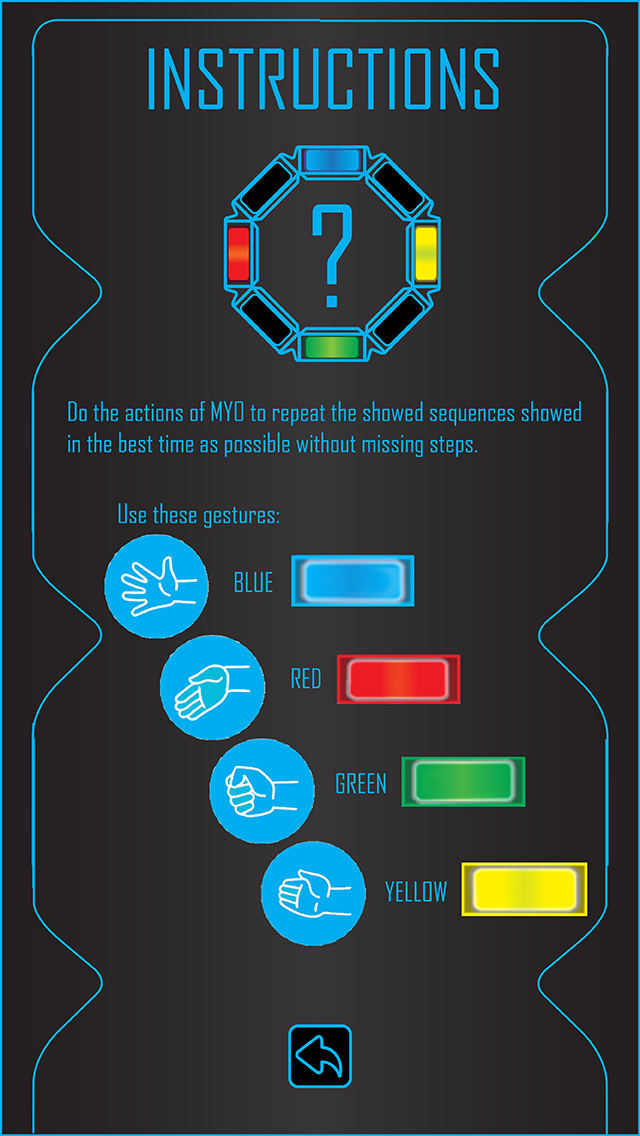 INSTRUCTIONS
?
Do the actions of MYO to repeat the showed sequences showed
in the best time as possible without missing steps.
Use these gestures:
BLUE
RED
GREEN
YELLOW